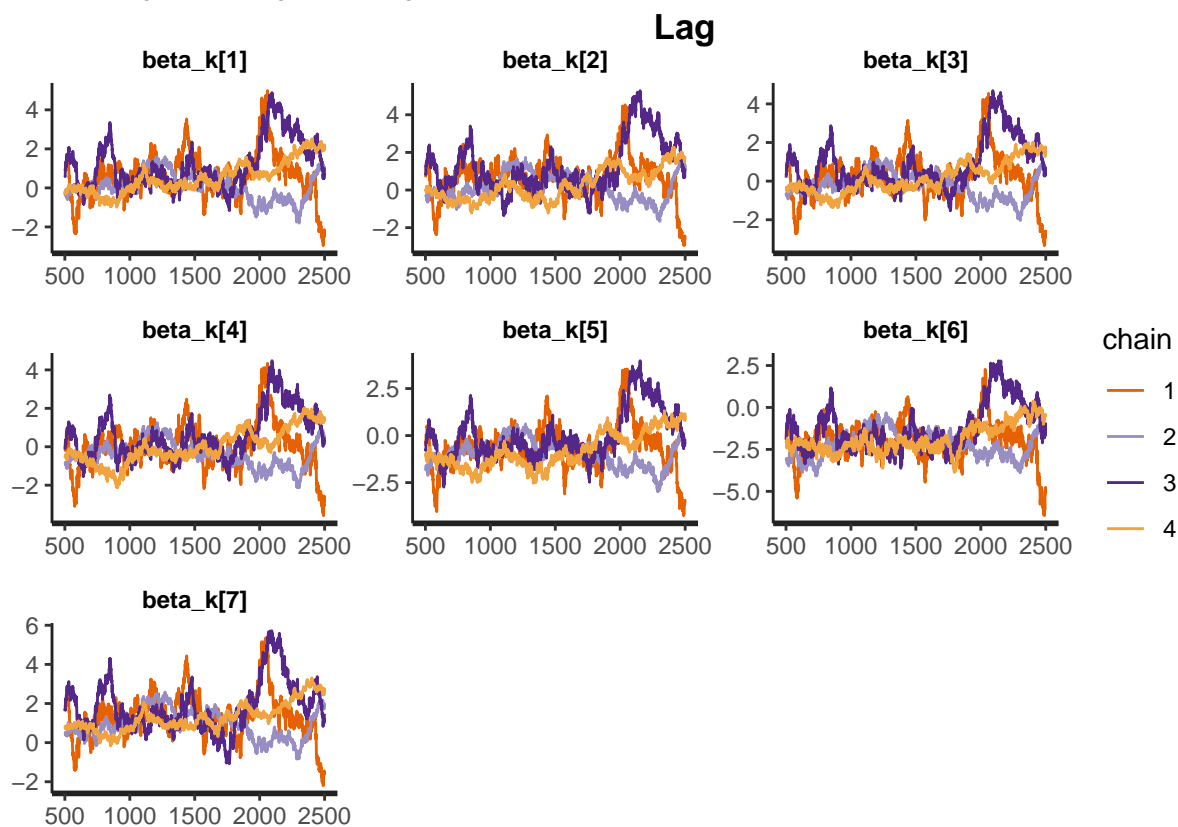 Lag
beta_k[1] beta_k[2] beta_k[3]
4 2 0 −2
4 2 0 −2
4 2 0 −2
500 1000 1500 2000 2500 500 1000 1500 2000 2500 500 1000 1500 2000 2500
beta_k[4] beta_k[5] beta_k[6]
4 2 0 −2
2.5 0.0 −2.5
2.5 0.0 −2.5 −5.0
500 1000 1500 2000 2500 500 1000 1500 2000 2500 500 1000 1500 2000 2500
beta_k[7]
6 4 2 0 −2
500 1000 1500 2000 2500
chain
1
2
3
4